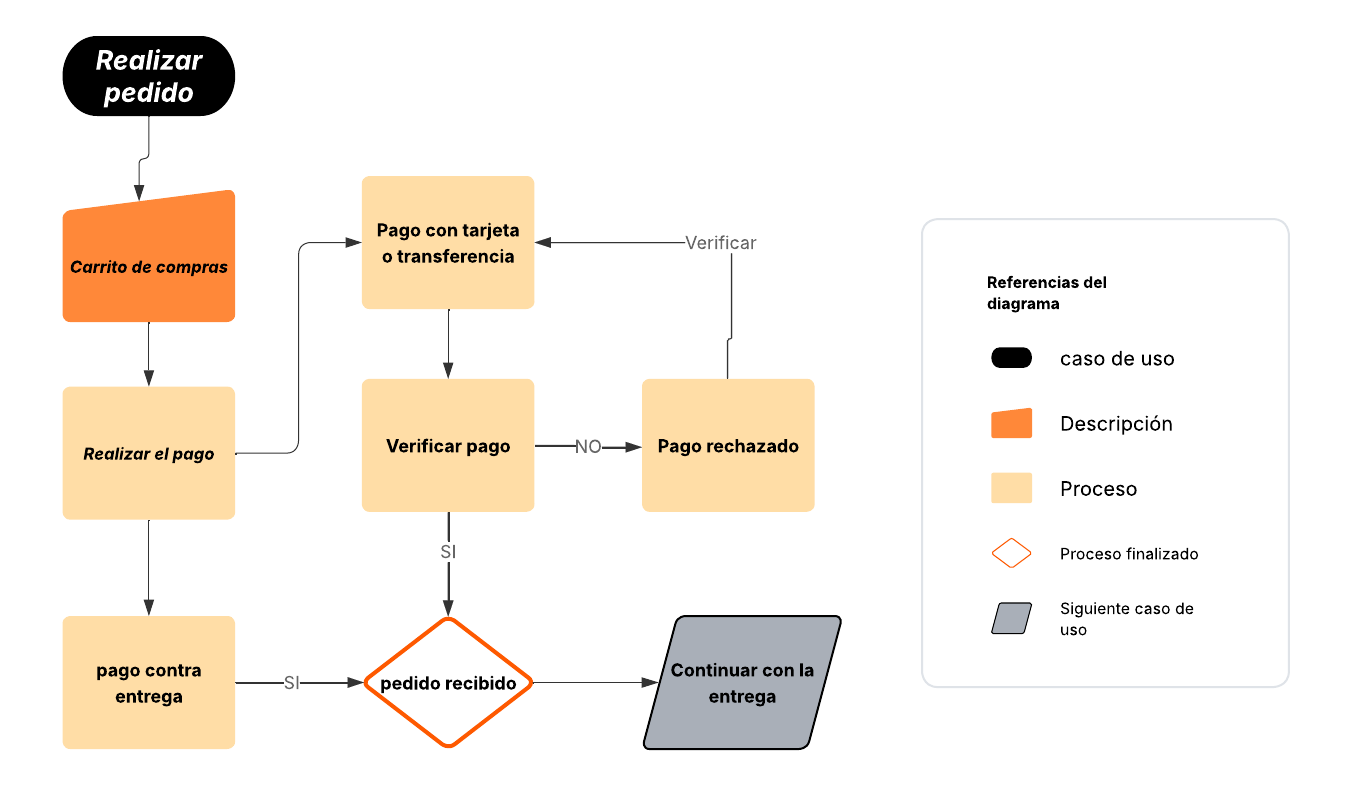 Realizar
pedido
Carrito de compras
Realizar el pago
pago contra
entrega
SI
Pago con tarjeta
o transferencia
Verificar
Verificar pago
NO
Pago rechazado
SI
pedido recibido
Continuar con la
entrega
Referencias del
diagrama
caso de uso
Descripción
Proceso
Proceso finalizado
Siguiente caso de
uso